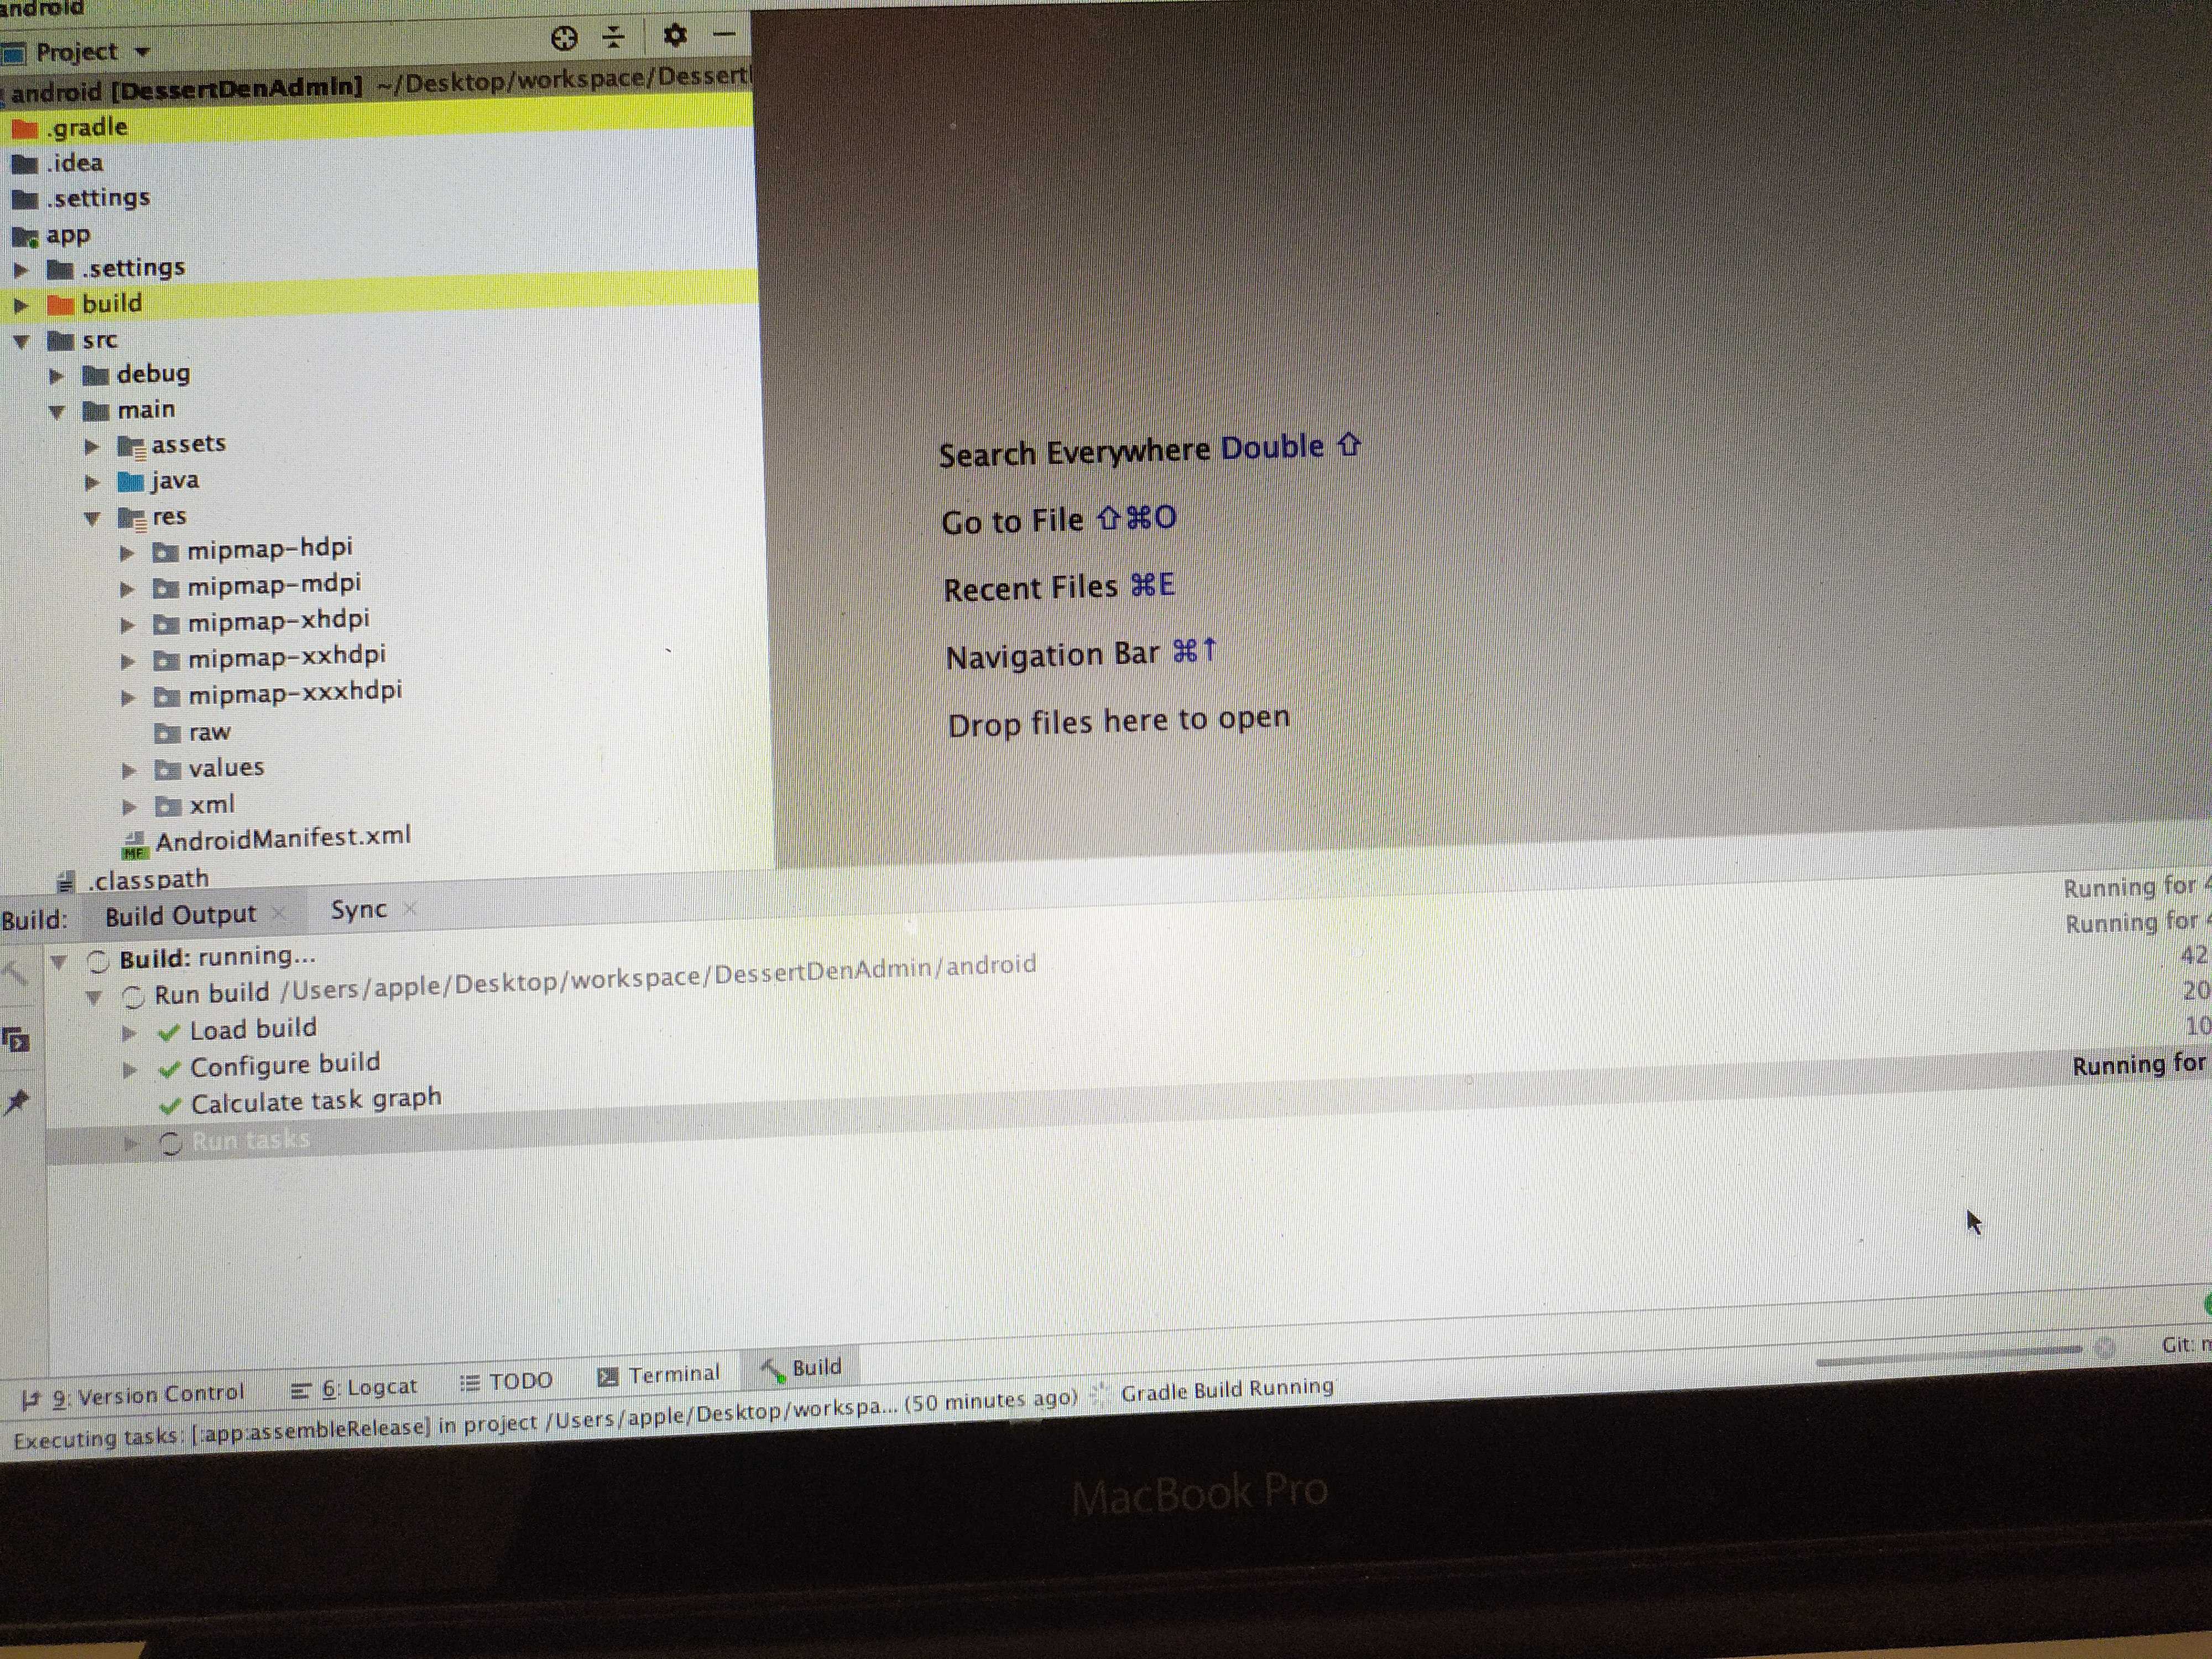 android
Project
android [DessertDenAdmin] ~/Desktop/workspace/Dessert
.gradle
.idea
.settings
app
.settings
build
src
debug
main
assets
java
res
mipmap-hdpi
mipmap-mdpi
mipmap-xhdpi
mipmap-xxhdpi
mipmap-xxxhdpi
raw
values
xml
MF AndroidManifest.xml
.classpath
Search Everywhere Double ⇧
Go to File ⇧⌘O
Recent Files ⌘E
Navigation Bar ⌘↑
Drop files here to open
Build: Build Output × Sync ×
Build: running... Running for 4
Run build /Users/apple/Desktop/workspace/DessertDenAdmin/android Running for 4
Load build 42
Configure build 20
Calculate task graph 10
Run tasks Running for
9: Version Control 6: Logcat TODO Terminal Build
Executing tasks: [:app:assembleRelease] in project /Users/apple/Desktop/workspa... (50 minutes ago) Gradle Build Running Git:
MacBook Pro